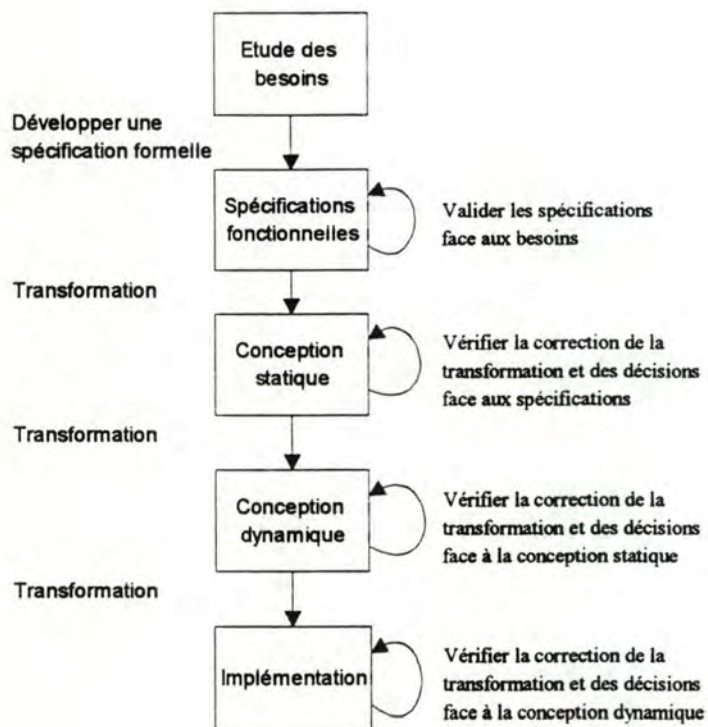 Etude des
besoins
Développer une
spécification formelle
Spécifications
fonctionnelles
Valider les spécifications
face aux besoins
Transformation
Conception
statique
Vérifier la correction de la
transformation et des décisions
face aux spécifications
Transformation
Conception
dynamique
Vérifier la correction de la
transformation et des décisions
face à la conception statique
Transformation
Implémentation
Vérifier la correction de la
transformation et des décisions
face à la conception dynamique